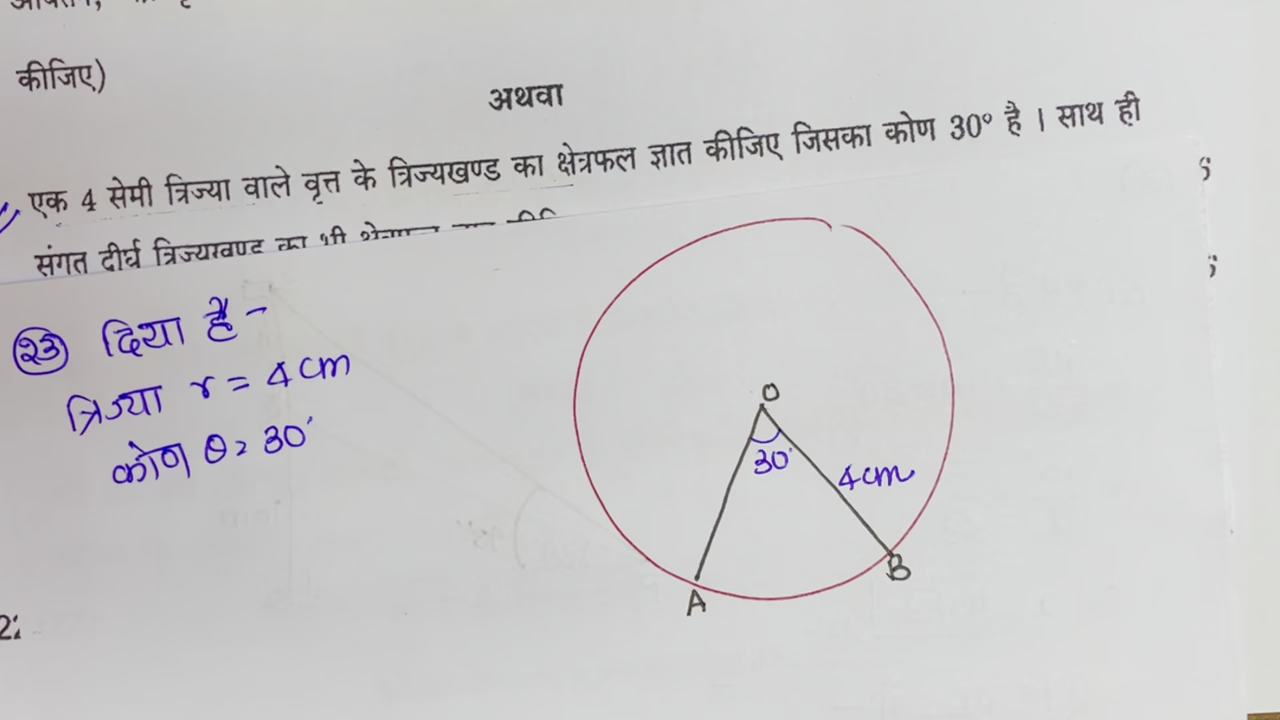 कीजिए)
अथवा
एक 4 सेमी त्रिज्या वाले वृत्त के त्रिज्यखण्ड का क्षेत्रफल ज्ञात कीजिए जिसका कोण 30° है । साथ ही
संगत दीर्घ त्रिज्यखण्ड का भी
23 दिया है -
त्रिज्या r = 4 cm
कोण θ = 30°
O
30°
4cm
A
B